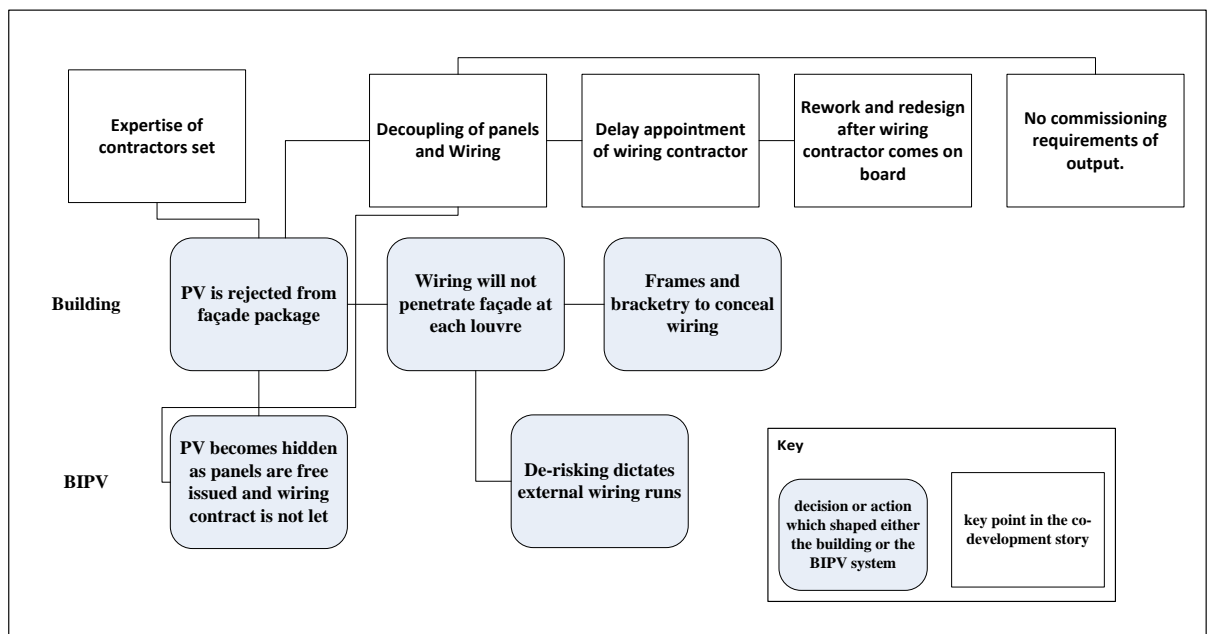 Expertise of
contractors set
Decoupling of panels
and Wiring
Delay appointment
of wiring contractor
Rework and redesign
after wiring
contractor comes on
board
No commissioning
requirements of
output.
Building
PV is rejected from
façade package
Wiring will not
penetrate façade at
each louvre
Frames and
bracketry to conceal
wiring
BIPV
PV becomes hidden
as panels are free
issued and wiring
contract is not let
De-risking dictates
external wiring runs
Key
decision or action
which shaped either
the building or the
BIPV system
key point in the co-
development story